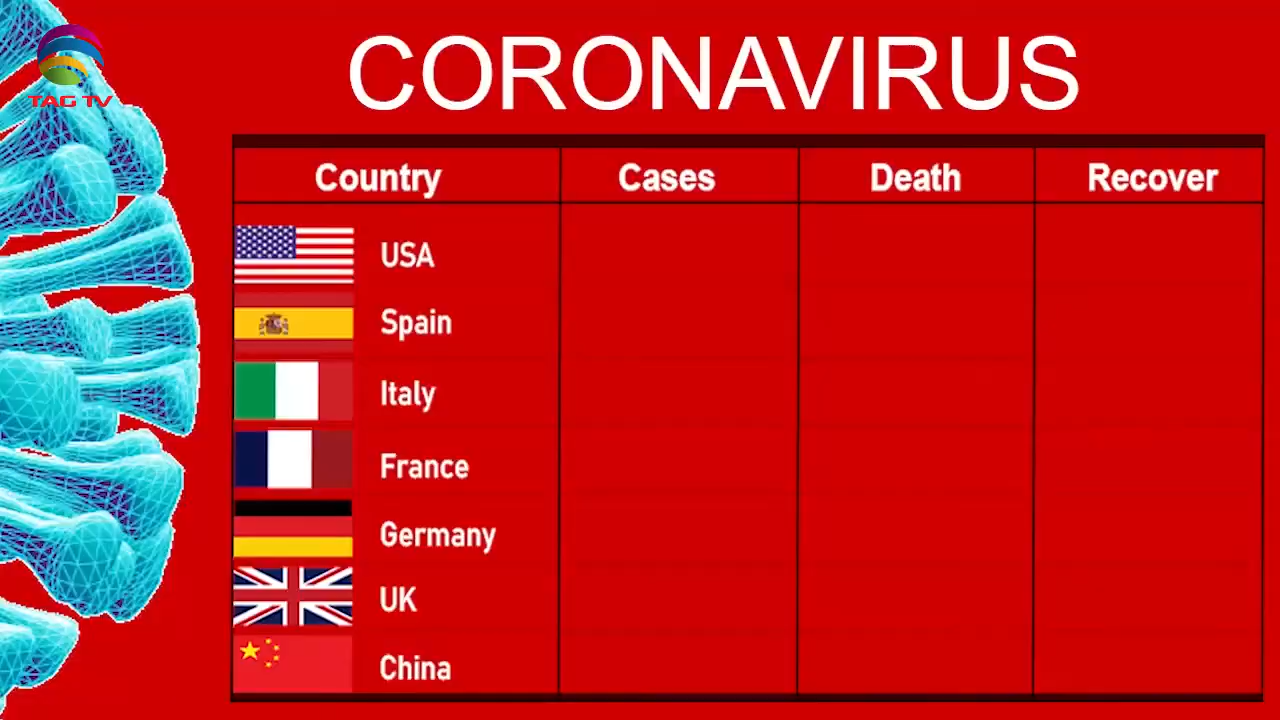 TAG TV
CORONAVIRUS
Country Cases Death Recover
USA
Spain
Italy
France
Germany
UK
China